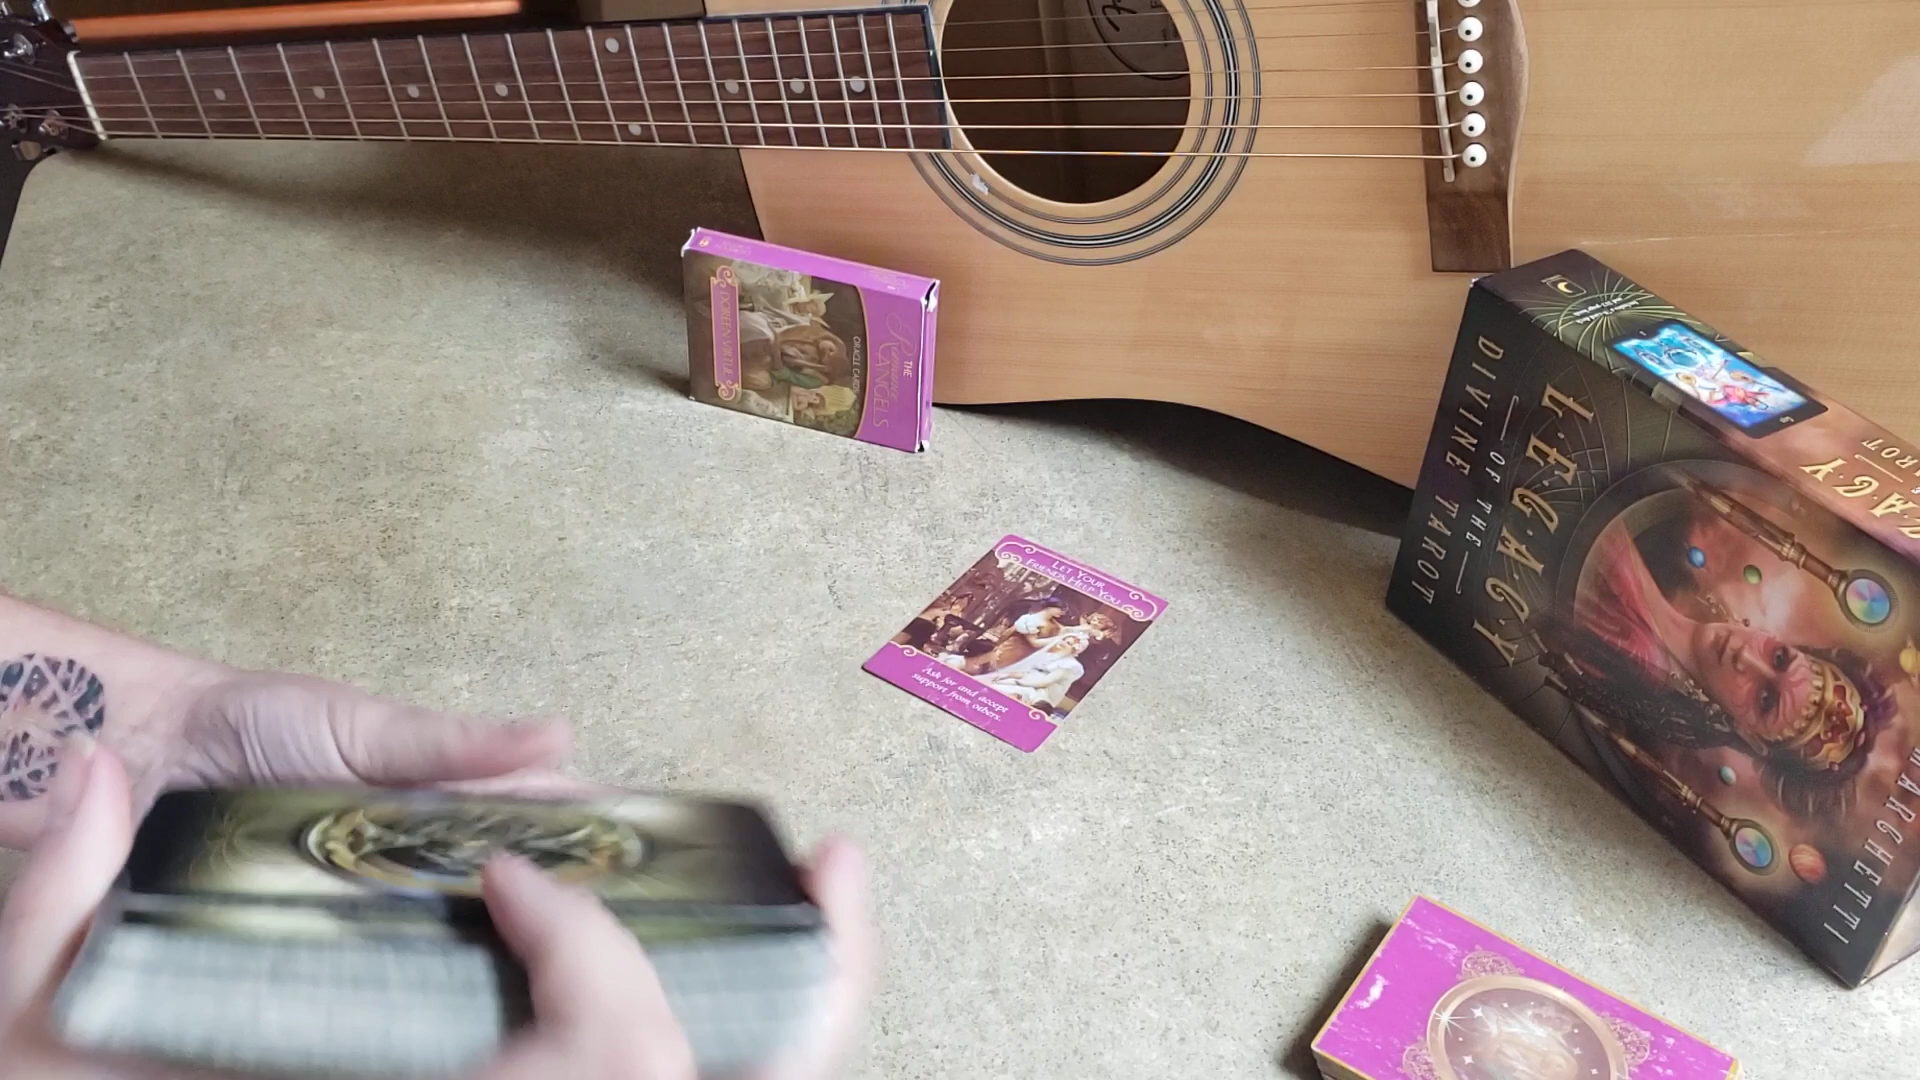 THE
Romance
ANGELS
ORACLE CARDS
DOREEN VIRTUE
LET YOUR
FRIENDS HELP YOU
Ask for and accept
support from others.
LEGACY
OF THE
DIVINE TAROT
MARCHETTI